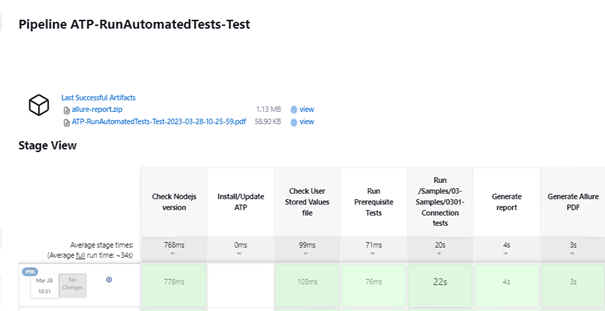 Pipeline ATP-RunAutomatedTests-Test
Last Successful Artifacts
allure-report.zip 1.13 MB view
ATP-RunAutomatedTests-Test-2023-03-28-10-25-59.pdf 58.90 KB view
Stage View
Check Nodejs version
Install/Update ATP
Check User Stored Values file
Run Prerequisite Tests
Run /Samples/03-Samples/0301-Connection tests
Generate report
Generate Allure PDF
Average stage times:
(Average full run time: ~34s)
768ms 0ms 99ms 71ms 20s 4s 3s
Mar 28
10:31
No Changes
778ms 103ms 76ms 22s 4s 3s